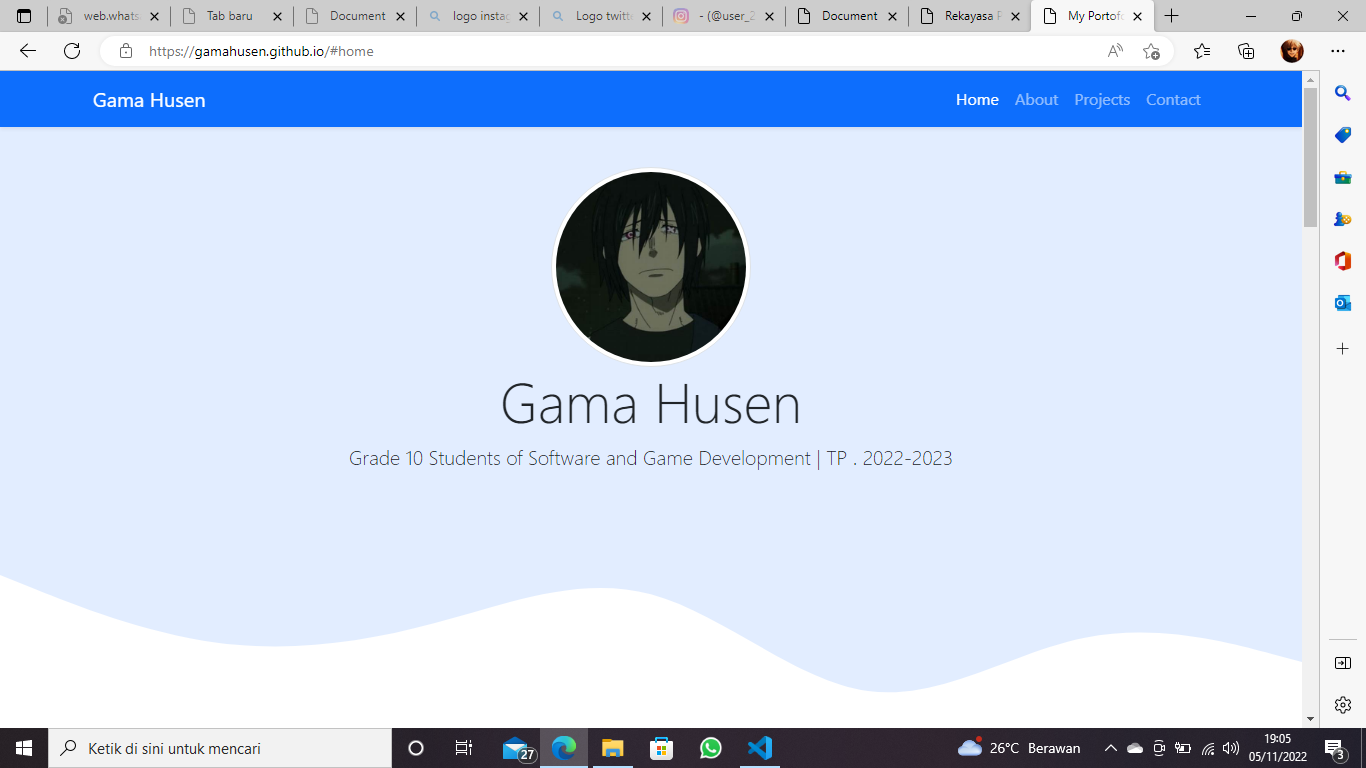 web.whats
Tab baru
Document
logo instag
Logo twitt
- (@user_2
Document
Rekayasa P
My Portofo
https://gamahusen.github.io/#home
Gama Husen
Home
About
Projects
Contact
Gama Husen
Grade 10 Students of Software and Game Development | TP . 2022-2023
Ketik di sini untuk mencari
27
26°C Berawan
19:05
05/11/2022
3